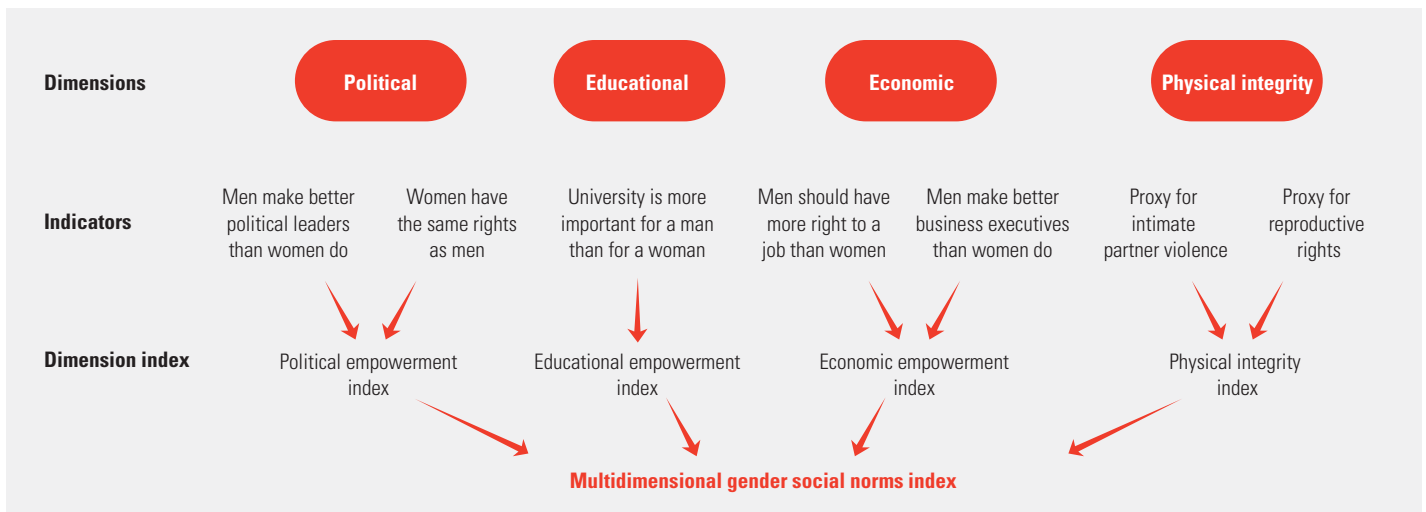 Dimensions
Political
Educational
Economic
Physical integrity
Indicators
Men make better
political leaders
than women do
Women have
the same rights
as men
University is more
important for a man
than for a woman
Men should have
more right to a
job than women
Men make better
business executives
than women do
Proxy for
intimate
partner violence
Proxy for
reproductive
rights
Dimension index
Political empowerment
index
Educational empowerment
index
Economic empowerment
index
Physical integrity
index
Multidimensional gender social norms index